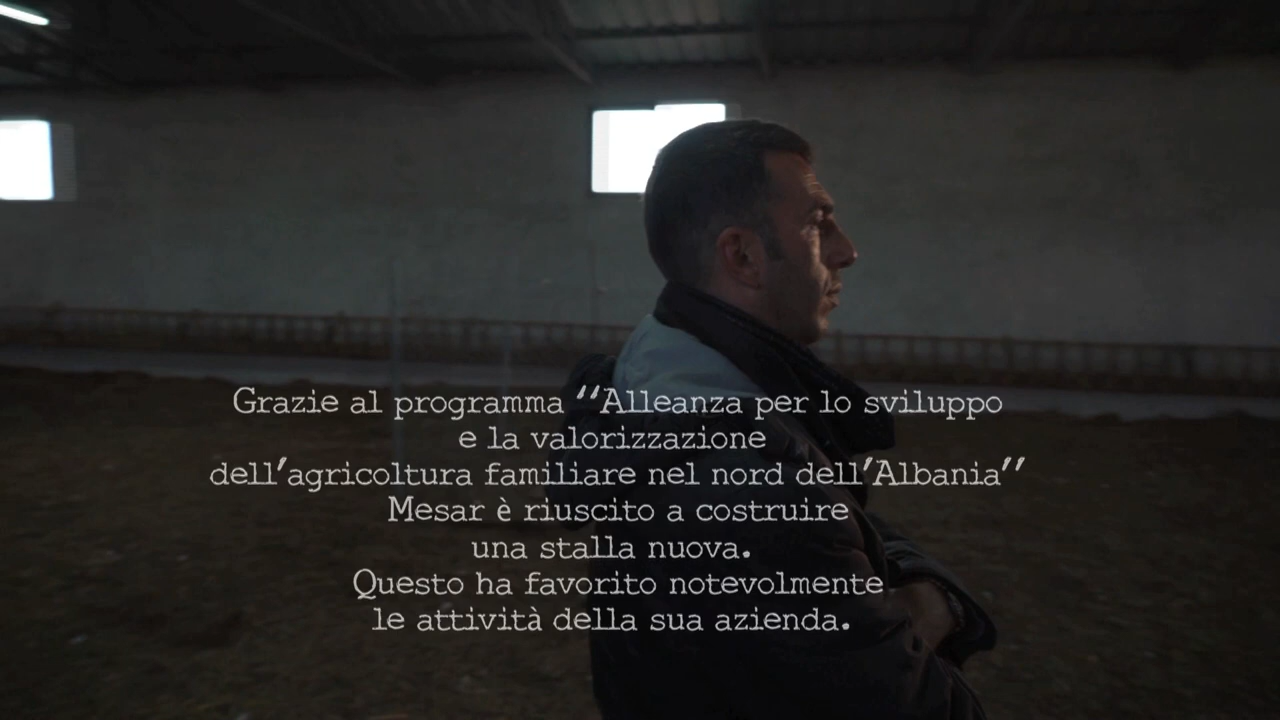 Grazie al programma “Alleanza per lo sviluppo
e la valorizzazione
dell'agricoltura familiare nel nord dell'Albania”
Mesar è riuscito a costruire
una stalla nuova.
Questo ha favorito notevolmente
le attività della sua azienda.